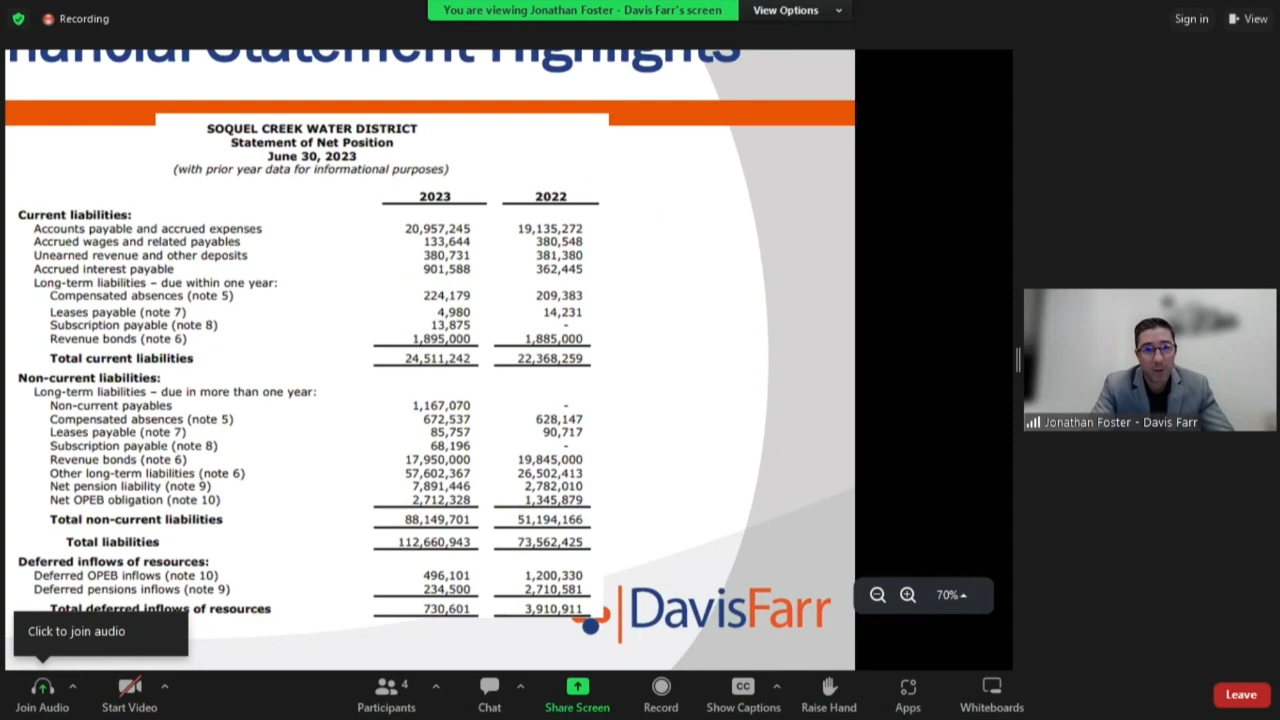 Recording
You are viewing Jonathan Foster - Davis Farr's screen
View Options
Sign in
View
Statement Highlights
SOQUEL CREEK WATER DISTRICT
Statement of Net Position
June 30, 2023
(with prior year data for informational purposes)
2023 2022
Current liabilities:
Accounts payable and accrued expenses 20,957,245 19,135,272
Accrued wages and related payables 133,644 380,548
Unearned revenue and other deposits 380,731 381,380
Accrued interest payable 901,588 362,445
Long-term liabilities – due within one year:
Compensated absences (note 5) 224,179 209,383
Leases payable (note 7) 4,980 14,231
Subscription payable (note 8) 13,875 -
Revenue bonds (note 6) 1,895,000 1,885,000
Total current liabilities 24,511,242 22,368,259
Non-current liabilities:
Long-term liabilities – due in more than one year:
Non-current payables 1,167,070 -
Compensated absences (note 5) 672,537 628,147
Leases payable (note 7) 85,757 90,717
Subscription payable (note 8) 68,196 -
Revenue bonds (note 6) 17,950,000 19,845,000
Other long-term liabilities (note 6) 57,602,367 26,502,413
Net pension liability (note 9) 7,891,446 2,782,010
Net OPEB obligation (note 10) 2,712,328 1,345,879
Total non-current liabilities 88,149,701 51,194,166
Total liabilities 112,660,943 73,562,425
Deferred inflows of resources:
Deferred OPEB inflows (note 10) 496,101 1,200,330
Deferred pensions inflows (note 9) 234,500 2,710,581
Total deferred inflows of resources 730,601 3,910,911
DavisFarr
70%
Jonathan Foster - Davis Farr
Click to join audio
Join Audio
Start Video
4
Participants
Chat
Share Screen
Record
CC
Show Captions
Raise Hand
Apps
Whiteboards
Leave